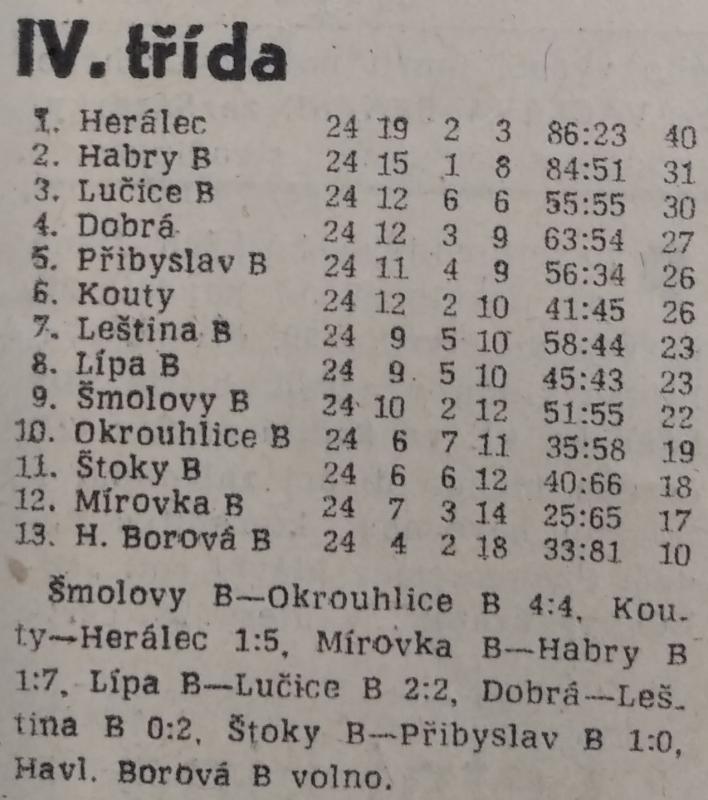 IV. třída
1. Herálec 24 19 2 3 86:23 40
2. Habry B 24 15 1 8 84:51 31
3. Lučice B 24 12 6 6 55:55 30
4. Dobrá 24 12 3 9 63:54 27
5. Přibyslav B 24 11 4 9 56:34 26
6. Kouty 24 12 2 10 41:45 26
7. Leština B 24 9 5 10 58:44 23
8. Lípa B 24 9 5 10 45:43 23
9. Šmolovy B 24 10 2 12 51:55 22
10. Okrouhlice B 24 6 7 11 35:58 19
11. Štoky B 24 6 6 12 40:66 18
12. Mírovka B 24 7 3 14 25:65 17
13. H. Borová B 24 4 2 18 33:81 10
Šmolovy B—Okrouhlice B 4:4, Kou-
ty—Herálec 1:5, Mírovka B—Habry B
1:7, Lípa B—Lučice B 2:2, Dobrá—Leš-
tina B 0:2, Štoky B—Přibyslav B 1:0,
Havl. Borová B volno.